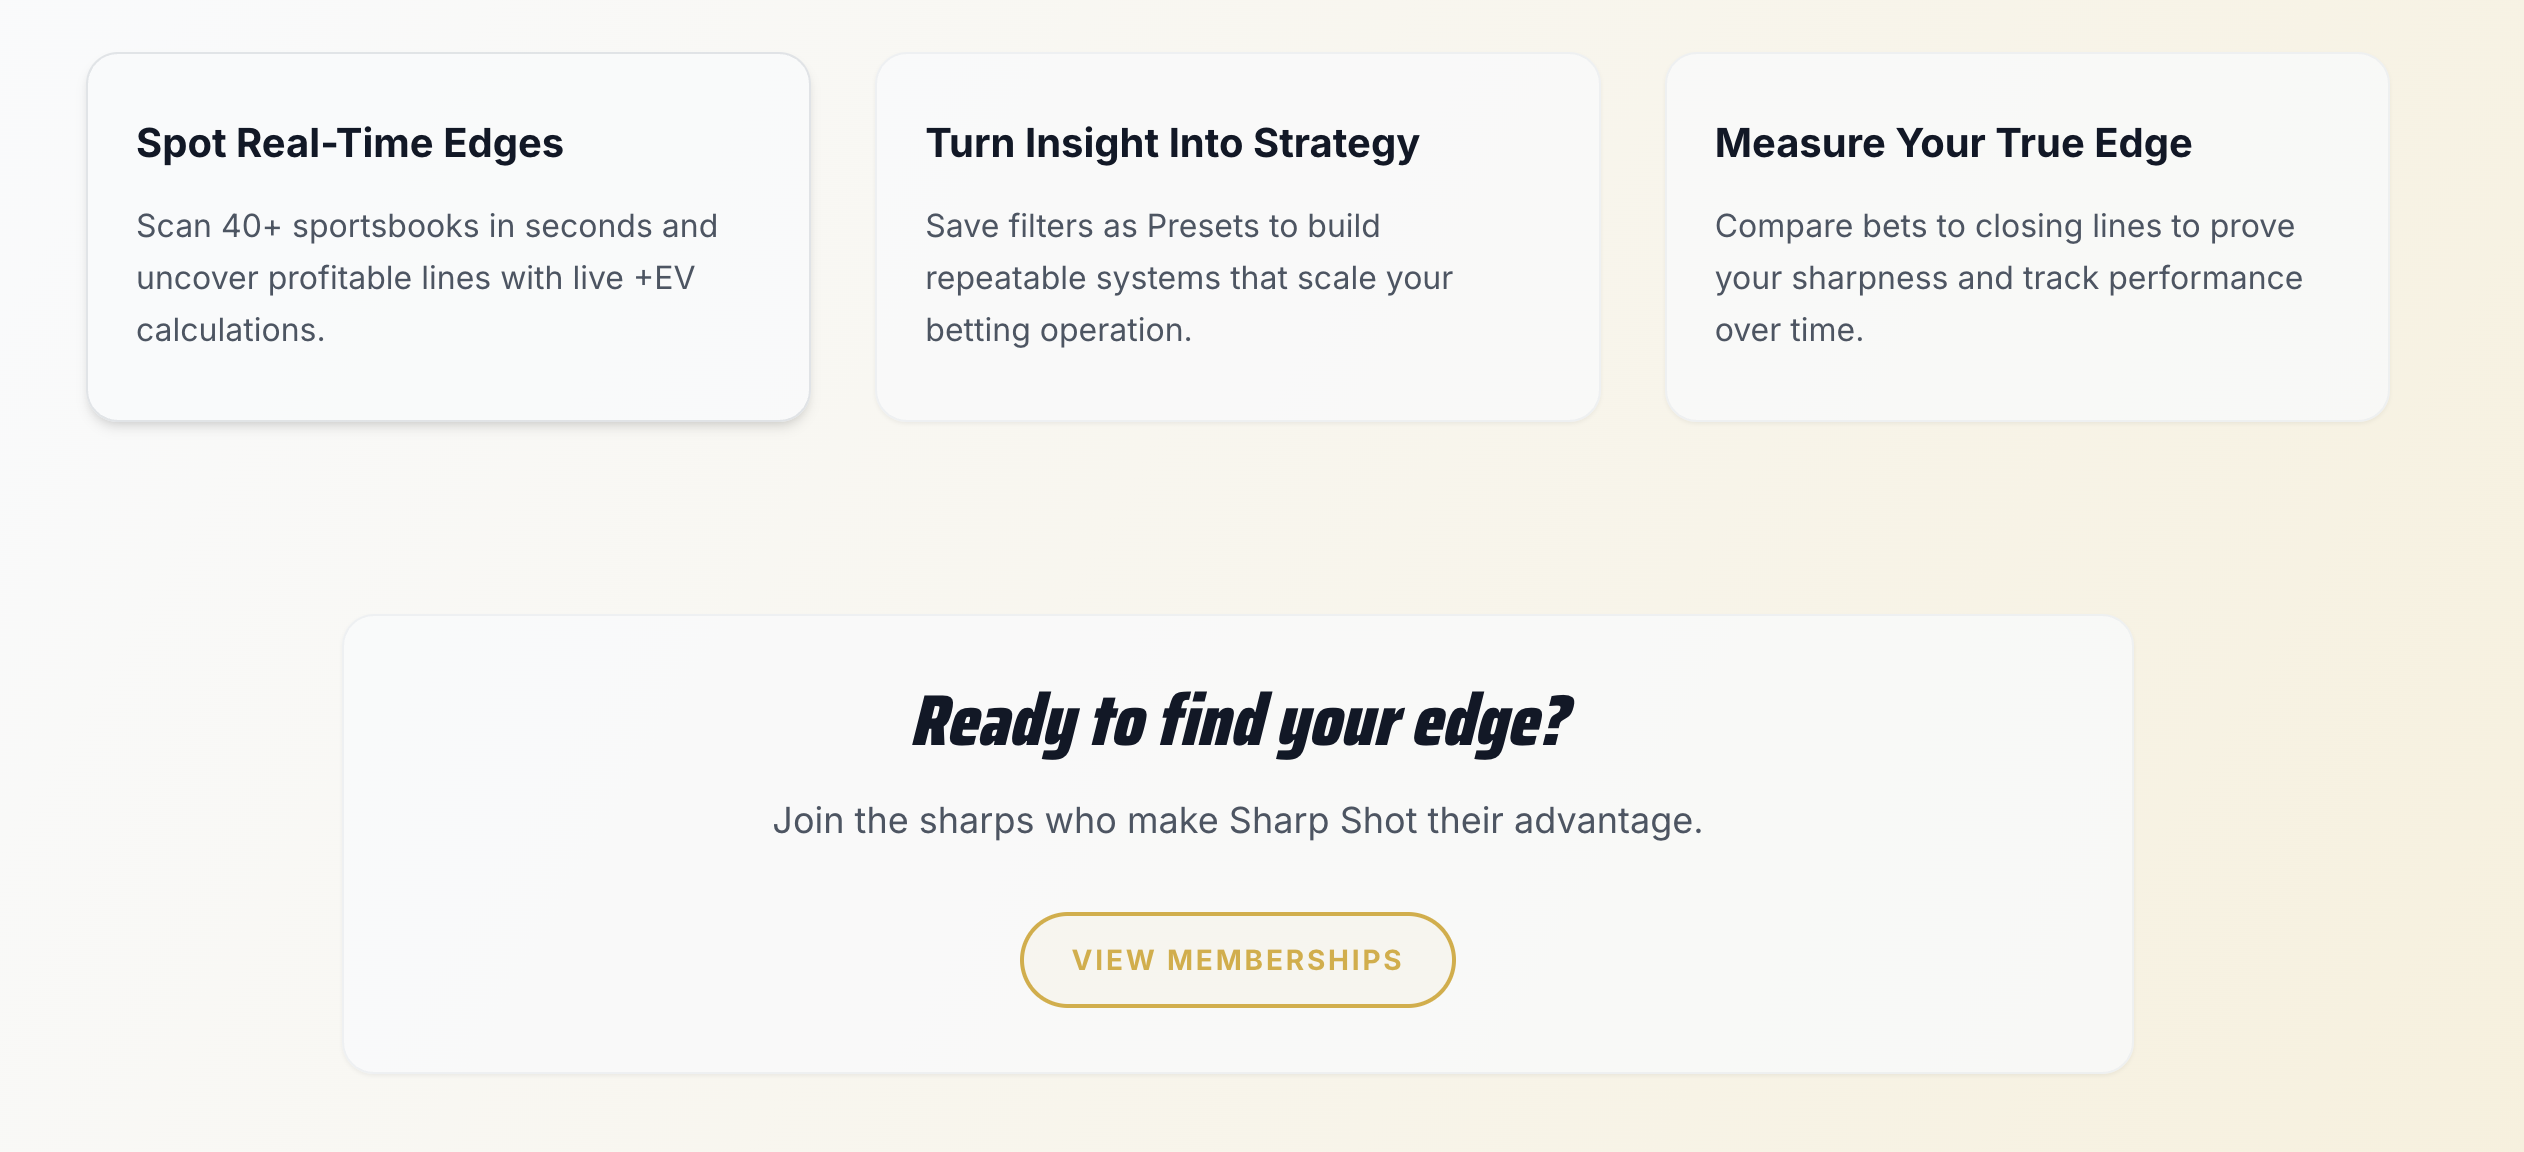 Spot Real-Time Edges
Scan 40+ sportsbooks in seconds and
uncover profitable lines with live +EV
calculations.
Turn Insight Into Strategy
Save filters as Presets to build
repeatable systems that scale your
betting operation.
Measure Your True Edge
Compare bets to closing lines to prove
your sharpness and track performance
over time.
Ready to find your edge?
Join the sharps who make Sharp Shot their advantage.
VIEW MEMBERSHIPS